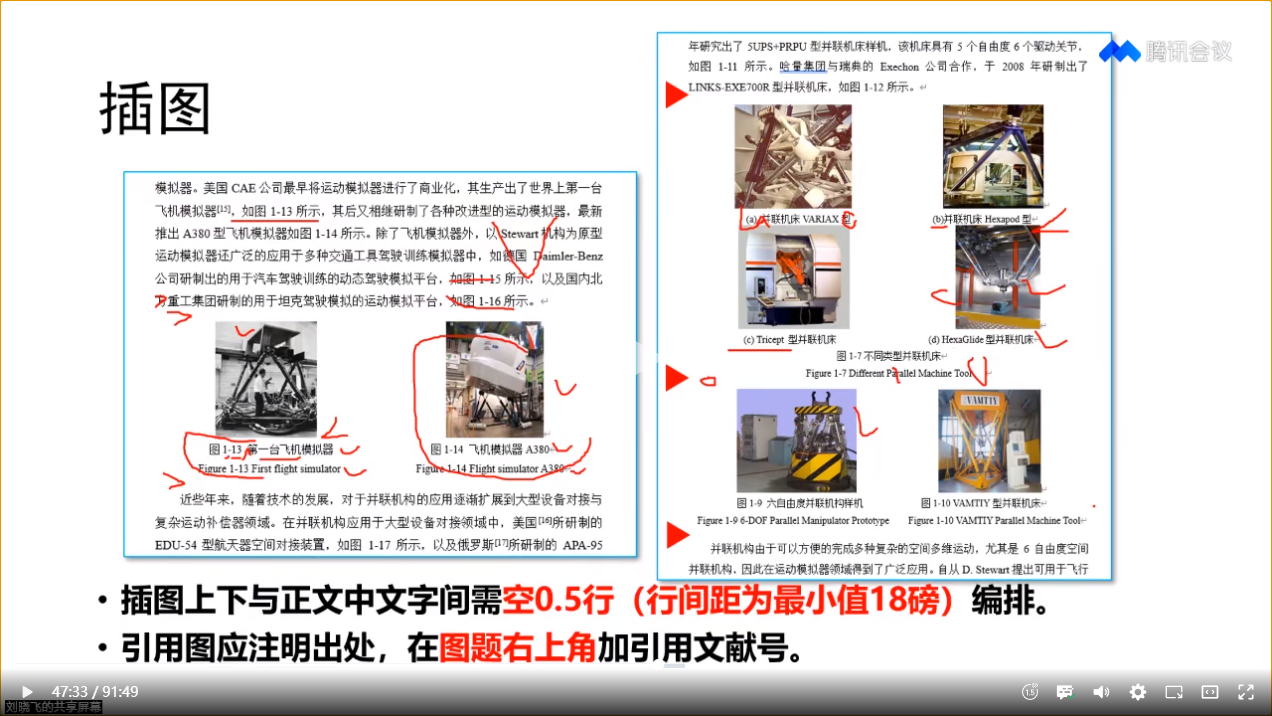 插图
腾讯会议
模拟器。美国 CAE 公司最早将运动模拟器进行了商业化，其生产出了世界上第一台
飞机模拟器[15]，如图 1-13 所示，其后又相继研制了各种改进型的运动模拟器，最新
推出 A380 型飞机模拟器如图 1-14 所示。除了飞机模拟器外，以 Stewart 机构为原型
运动模拟器还广泛的应用于多种交通工具驾驶训练模拟器中，如德国 Daimler-Benz
公司研制出的用于汽车驾驶训练的动态驾驶模拟平台，如图 1-15 所示，以及国内北
方重工集团研制的用于坦克驾驶模拟的运动模拟平台，如图 1-16 所示。
图 1-13 第一台飞机模拟器
Figure 1-13 First flight simulator
图 1-14 飞机模拟器 A380
Figure 1-14 Flight simulator A380
近些年来，随着技术的发展，对于并联机构的应用逐渐扩展到大型设备对接与
复杂运动补偿器领域。在并联机构应用于大型设备对接领域中，美国[16]所研制的
EDU-54 型航天器空间对接装置，如图 1-17 所示，以及俄罗斯[17]所研制的 APA-95
年研究出了 5UPS+PRPU 型并联机床样机，该机床具有 5 个自由度 6 个驱动关节，
如图 1-11 所示。哈量集团与瑞典的 Exechon 公司合作，于 2008 年研制出了
LINKS-EXE700R 型并联机床，如图 1-12 所示。
(a) 并联机床 VARIAX 型
(b)并联机床 Hexapod 型
(c) Tricept 型并联机床
(d) HexaGlide 型并联机床
图 1-7 不同类型并联机床
Figure 1-7 Different Parallel Machine Tool
VAMT1Y
图 1-9 六自由度并联机构样机
Figure 1-9 6-DOF Parallel Manipulator Prototype
图 1-10 VAMT1Y 型并联机床
Figure 1-10 VAMT1Y Parallel Machine Tool
并联机构由于可以方便的完成多种复杂的空间多维运动，尤其是 6 自由度空间
并联机构，因此在运动模拟器领域得到了广泛应用。自从 D. Stewart 提出可用于飞行
• 插图上下与正文中文字间需空0.5行（行间距为最小值18磅）编排。
• 引用图应注明出处，在图题右上角加引用文献号。
47:33 / 91:49
1.5
刘晓飞的共享屏幕